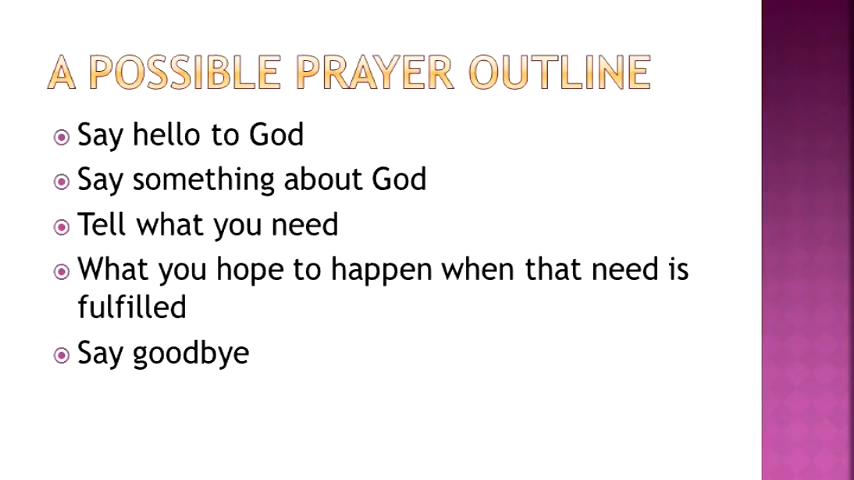 A POSSIBLE PRAYER OUTLINE
Say hello to God
Say something about God
Tell what you need
What you hope to happen when that need is
fulfilled
Say goodbye